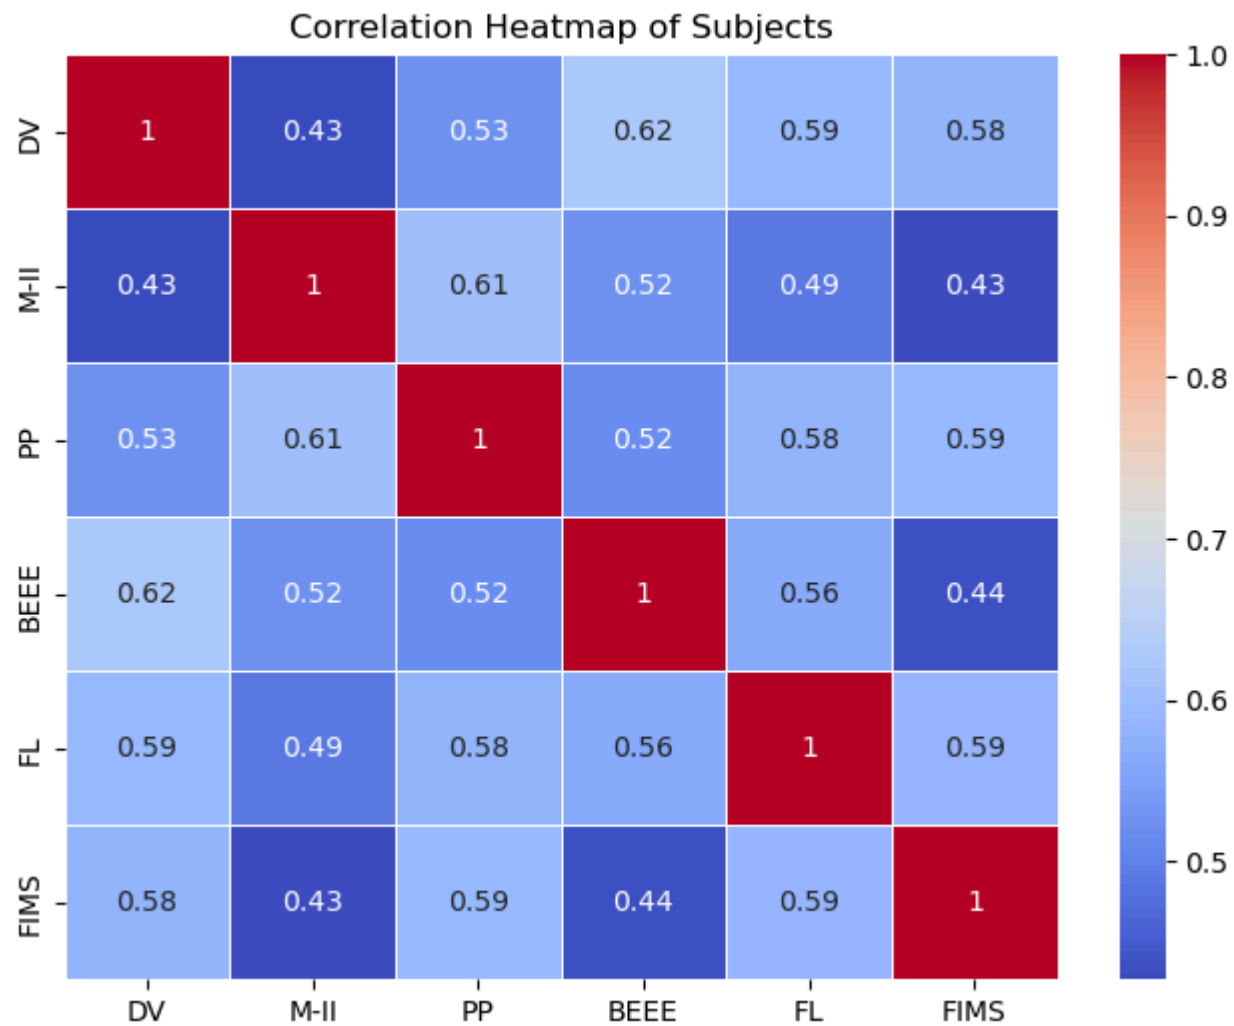 Correlation Heatmap of Subjects
DV 1 0.43 0.53 0.62 0.59 0.58
M-II 0.43 1 0.61 0.52 0.49 0.43
PP 0.53 0.61 1 0.52 0.58 0.59
BEEE 0.62 0.52 0.52 1 0.56 0.44
FL 0.59 0.49 0.58 0.56 1 0.59
FIMS 0.58 0.43 0.59 0.44 0.59 1
DV M-II PP BEEE FL FIMS
1.0
0.9
0.8
0.7
0.6
0.5